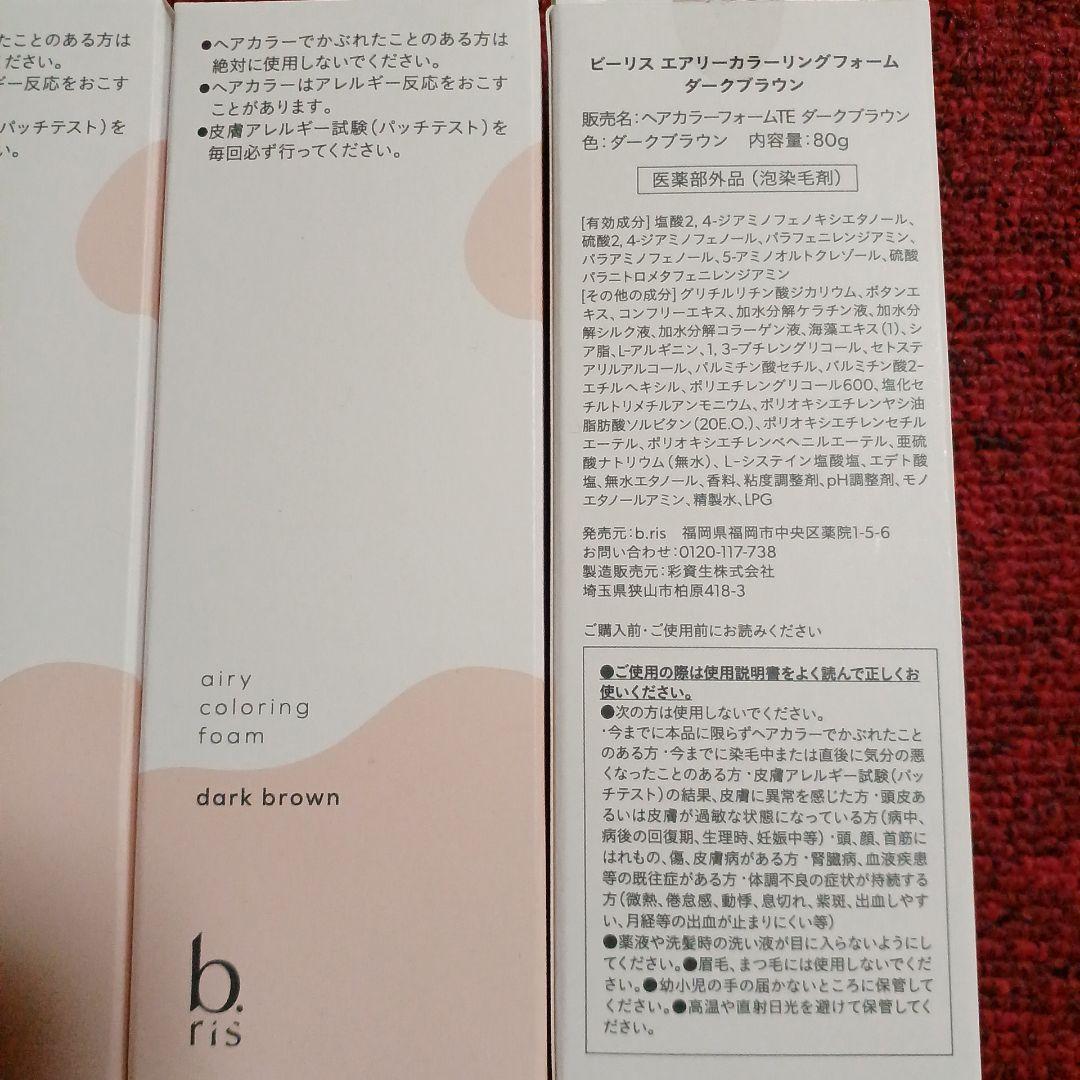 たことのある方は
ださい。
ギー反応をおこす
パッチテスト)を
い。
●ヘアカラーでかぶれたことのある方は
絶対に使用しないでください。
●ヘアカラーはアレルギー反応をおこす
ことがあります。
●皮膚アレルギー試験(パッチテスト)を
毎回必ず行ってください。
airy
coloring
foam
dark brown
b.
ris
ビーリス エアリーカラーリングフォーム
ダークブラウン
販売名:ヘアカラーフォームTE ダークブラウン
色:ダークブラウン 内容量:80g
医薬部外品(泡染毛剤)
[有効成分]塩酸2,4-ジアミノフェノキシエタノール、
硫酸2,4-ジアミノフェノール、パラフェニレンジアミン、
パラアミノフェノール、5-アミノオルトクレゾール、硫酸
パラニトロメタフェニレンジアミン
[その他の成分]グリチルリチン酸ジカリウム、ボタンエ
キス、コンフリーエキス、加水分解ケラチン液、加水分
解シルク液、加水分解コラーゲン液、海藻エキス(1)、シ
ア脂、L-アルギニン、1,3-ブチレングリコール、セトステ
アリルアルコール、パルミチン酸セチル、パルミチン酸2-
エチルヘキシル、ポリエチレングリコール600、塩化セ
チルトリメチルアンモニウム、ポリオキシエチレンヤシ油
脂肪酸ソルビタン(20E.O.)、ポリオキシエチレンセチル
エーテル、ポリオキシエチレンベヘニルエーテル、亜硫
酸ナトリウム(無水)、L-システイン塩酸塩、エデト酸
塩、無水エタノール、香料、粘度調整剤、pH調整剤、モノ
エタノールアミン、精製水、LPG
発売元:b.ris 福岡県福岡市中央区薬院1-5-6
お問い合わせ:0120-117-738
製造販売元:彩資生株式会社
埼玉県狭山市柏原418-3
ご購入前・ご使用前にお読みください
●ご使用の際は使用説明書をよく読んで正しくお
使いください。
●次の方は使用しないでください。
・今までに本品に限らずヘアカラーでかぶれたこと
のある方・今までに染毛中または直後に気分の悪
くなったことのある方・皮膚アレルギー試験(パッ
チテスト)の結果、皮膚に異常を感じた方・頭皮あ
るいは皮膚が過敏な状態になっている方(病中、
病後の回復期、生理時、妊娠中等)・頭、顔、首筋に
はれもの、傷、皮膚病がある方・腎臓病、血液疾患
等の既往症がある方・体調不良の症状が持続する
方(微熱、倦怠感、動悸、息切れ、紫斑、出血しやす
い、月経等の出血が止まりにくい等)
●薬液や洗髪時の洗い液が目に入らないようにし
てください。●眉毛、まつ毛には使用しないでくだ
さい。●幼小児の手の届かないところに保管して
ください。●高温や直射日光を避けて保管してく
ださい。